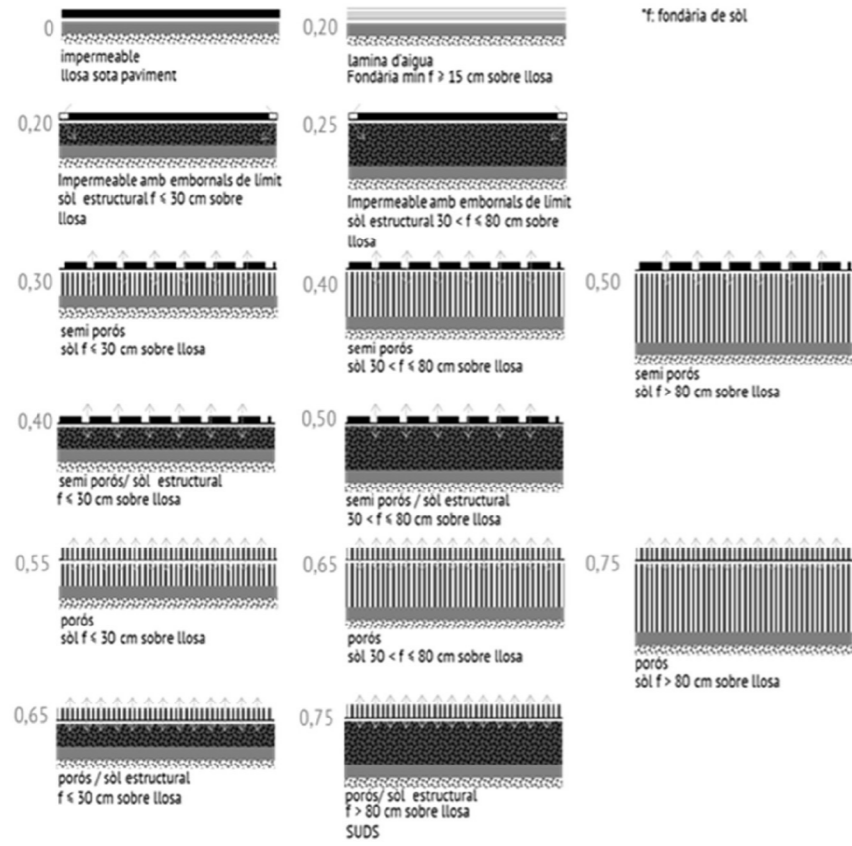 *f: fondària de sòl
0
impermeable
llosa sota paviment
0,20
lamina d'aigua
Fondària min f ≥ 15 cm sobre llosa
0,20
Impermeable amb embornals de límit
sòl estructural f ≤ 30 cm sobre
llosa
0,25
Impermeable amb embornals de límit
sòl estructural 30 < f ≤ 80 cm sobre
llosa
0,30
semi porós
sòl f ≤ 30 cm sobre llosa
0,40
semi porós
sòl 30 < f ≤ 80 cm sobre llosa
0,50
semi porós
sòl f > 80 cm sobre llosa
0,40
semi porós/ sòl estructural
f ≤ 30 cm sobre llosa
0,50
semi porós / sòl estructural
30 < f ≤ 80 cm sobre llosa
0,55
porós
sòl f ≤ 30 cm sobre llosa
0,65
porós
sòl 30 < f ≤ 80 cm sobre llosa
0,75
porós
sòl f > 80 cm sobre llosa
0,65
porós / sòl estructural
f ≤ 30 cm sobre llosa
0,75
porós/ sòl estructural
f > 80 cm sobre llosa
SUDS